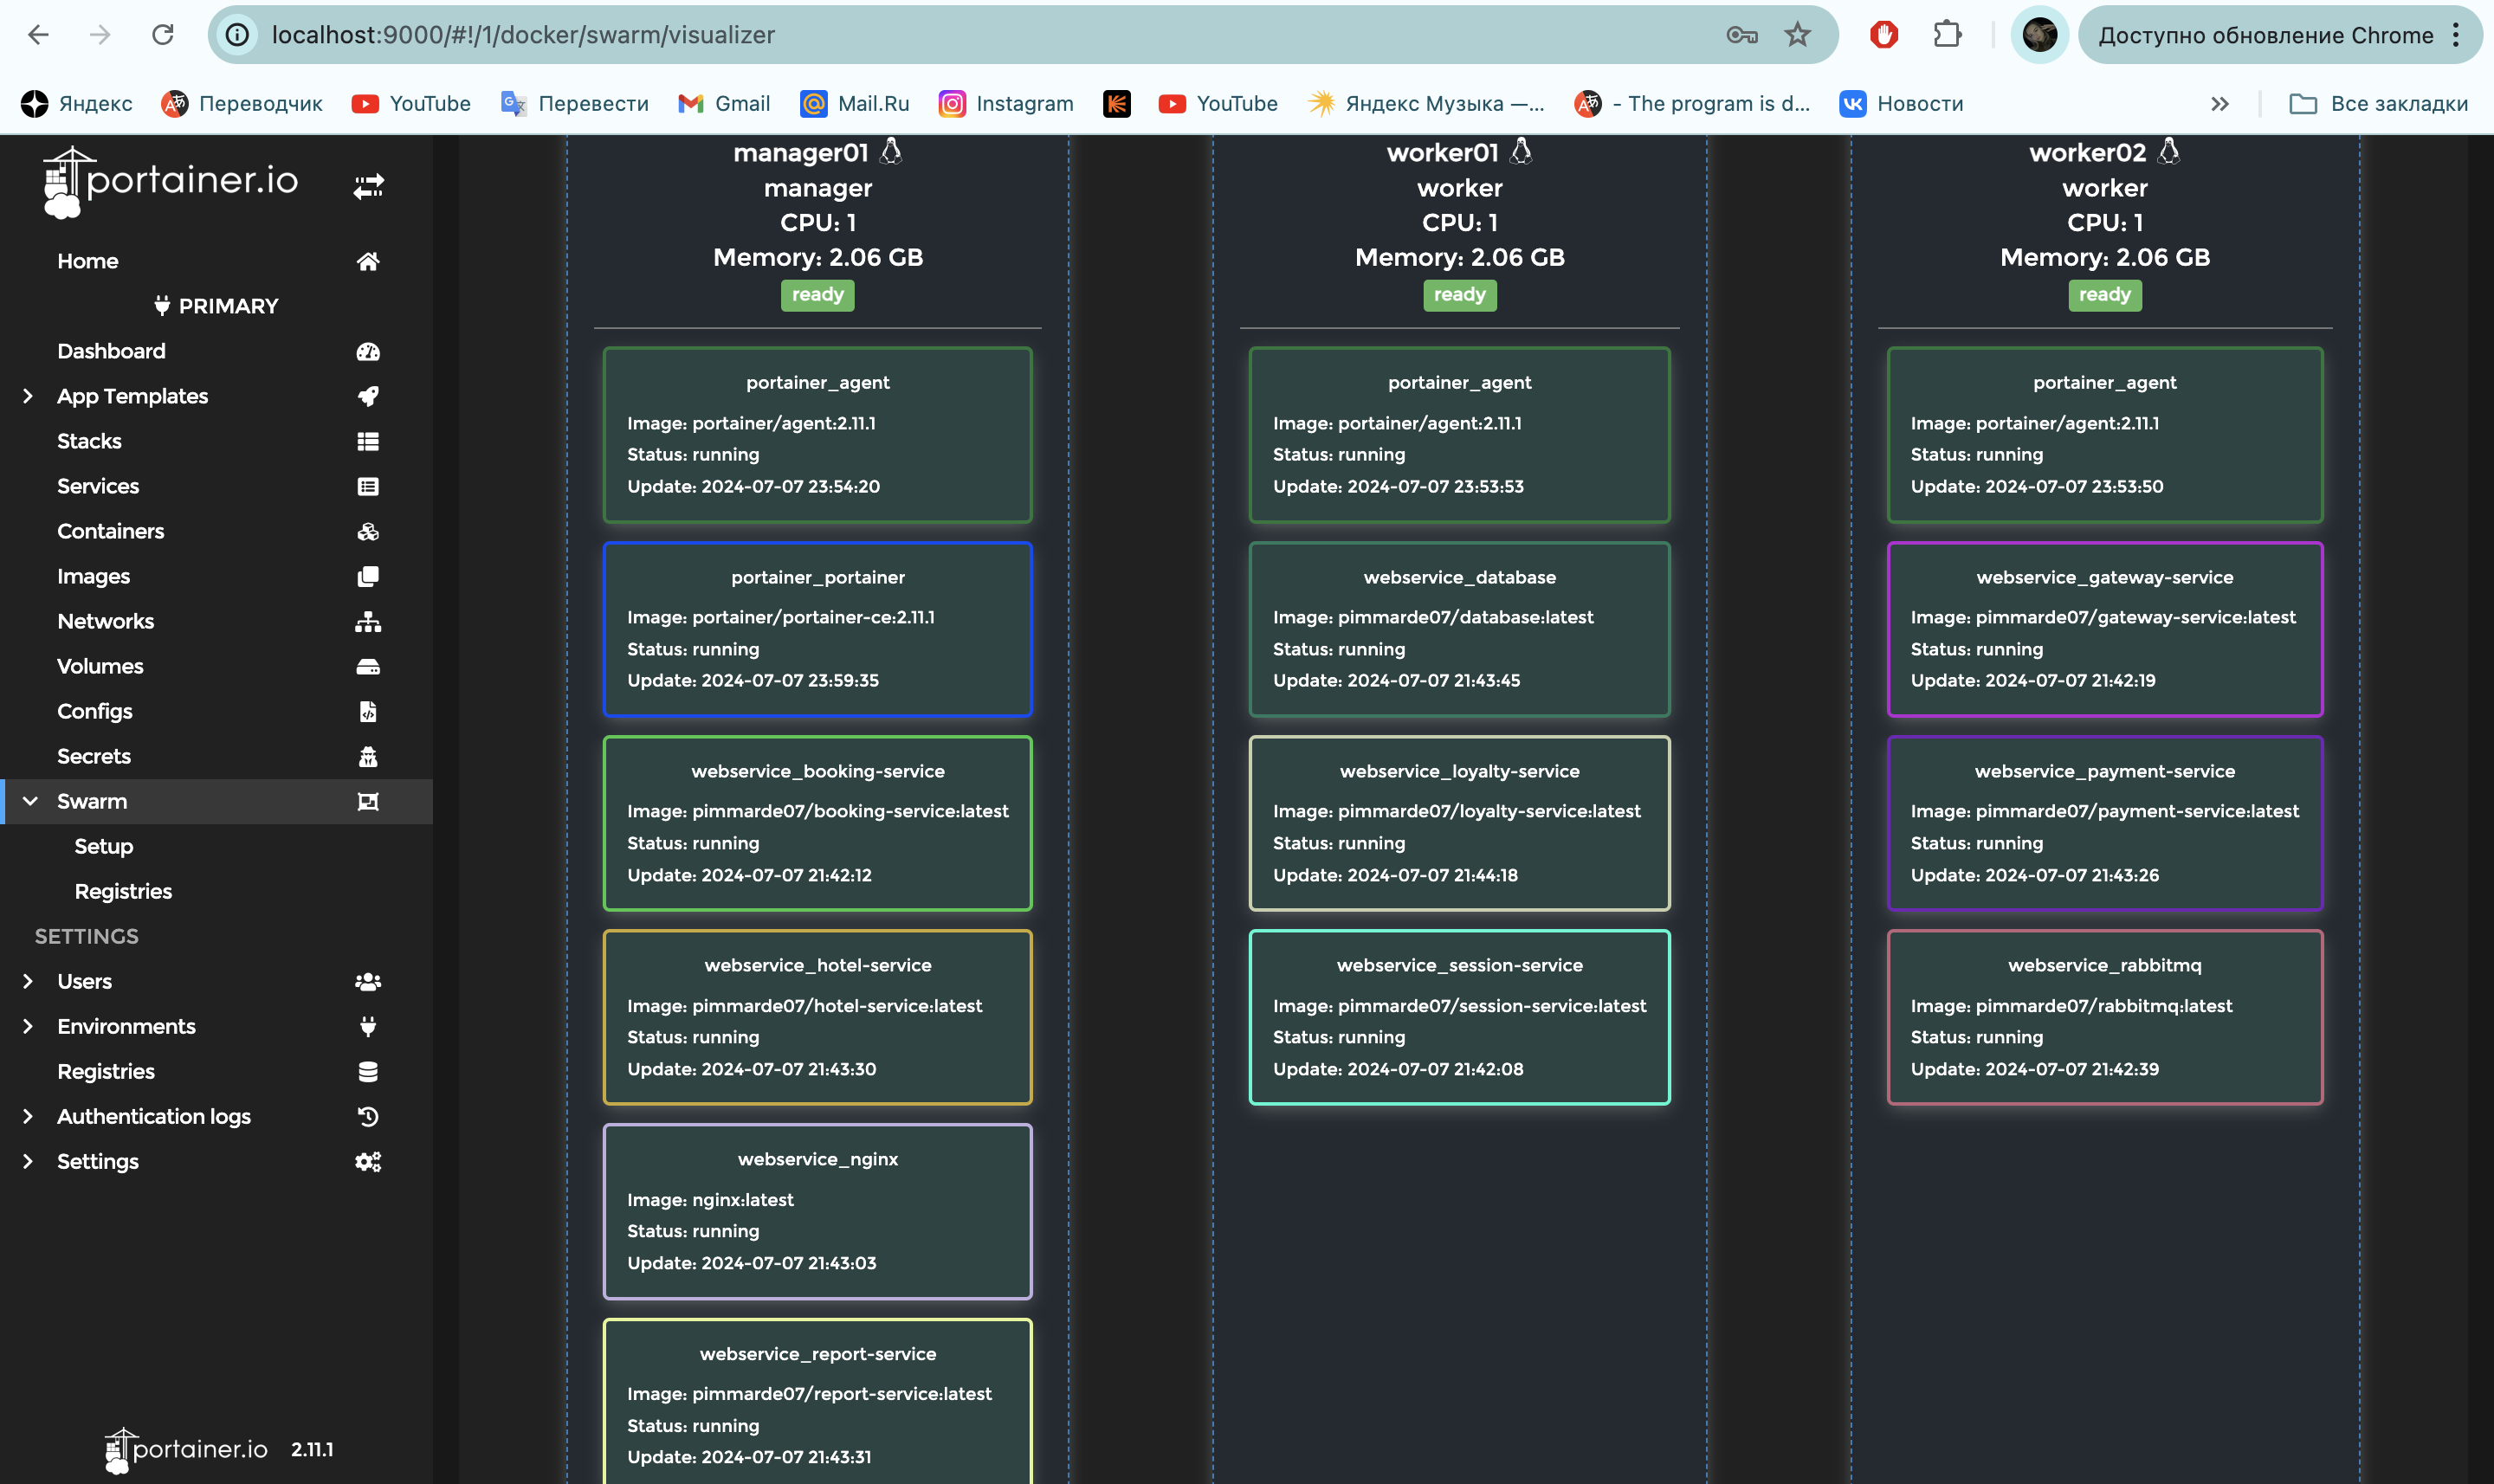 localhost:9000/#!/1/docker/swarm/visualizer
Доступно обновление Chrome
Яндекс
Переводчик
YouTube
Перевести
Gmail
Mail.Ru
Instagram
YouTube
Яндекс Музыка —...
- The program is d...
Новости
Все закладки
portainer.io
Home
PRIMARY
Dashboard
App Templates
Stacks
Services
Containers
Images
Networks
Volumes
Configs
Secrets
Swarm
Setup
Registries
SETTINGS
Users
Environments
Registries
Authentication logs
Settings
portainer.io 2.11.1
manager01
manager
CPU: 1
Memory: 2.06 GB
ready
portainer_agent
Image: portainer/agent:2.11.1
Status: running
Update: 2024-07-07 23:54:20
portainer_portainer
Image: portainer/portainer-ce:2.11.1
Status: running
Update: 2024-07-07 23:59:35
webservice_booking-service
Image: pimmarde07/booking-service:latest
Status: running
Update: 2024-07-07 21:42:12
webservice_hotel-service
Image: pimmarde07/hotel-service:latest
Status: running
Update: 2024-07-07 21:43:30
webservice_nginx
Image: nginx:latest
Status: running
Update: 2024-07-07 21:43:03
webservice_report-service
Image: pimmarde07/report-service:latest
Status: running
Update: 2024-07-07 21:43:31
worker01
worker
CPU: 1
Memory: 2.06 GB
ready
portainer_agent
Image: portainer/agent:2.11.1
Status: running
Update: 2024-07-07 23:53:53
webservice_database
Image: pimmarde07/database:latest
Status: running
Update: 2024-07-07 21:43:45
webservice_loyalty-service
Image: pimmarde07/loyalty-service:latest
Status: running
Update: 2024-07-07 21:44:18
webservice_session-service
Image: pimmarde07/session-service:latest
Status: running
Update: 2024-07-07 21:42:08
worker02
worker
CPU: 1
Memory: 2.06 GB
ready
portainer_agent
Image: portainer/agent:2.11.1
Status: running
Update: 2024-07-07 23:53:50
webservice_gateway-service
Image: pimmarde07/gateway-service:latest
Status: running
Update: 2024-07-07 21:42:19
webservice_payment-service
Image: pimmarde07/payment-service:latest
Status: running
Update: 2024-07-07 21:43:26
webservice_rabbitmq
Image: pimmarde07/rabbitmq:latest
Status: running
Update: 2024-07-07 21:42:39